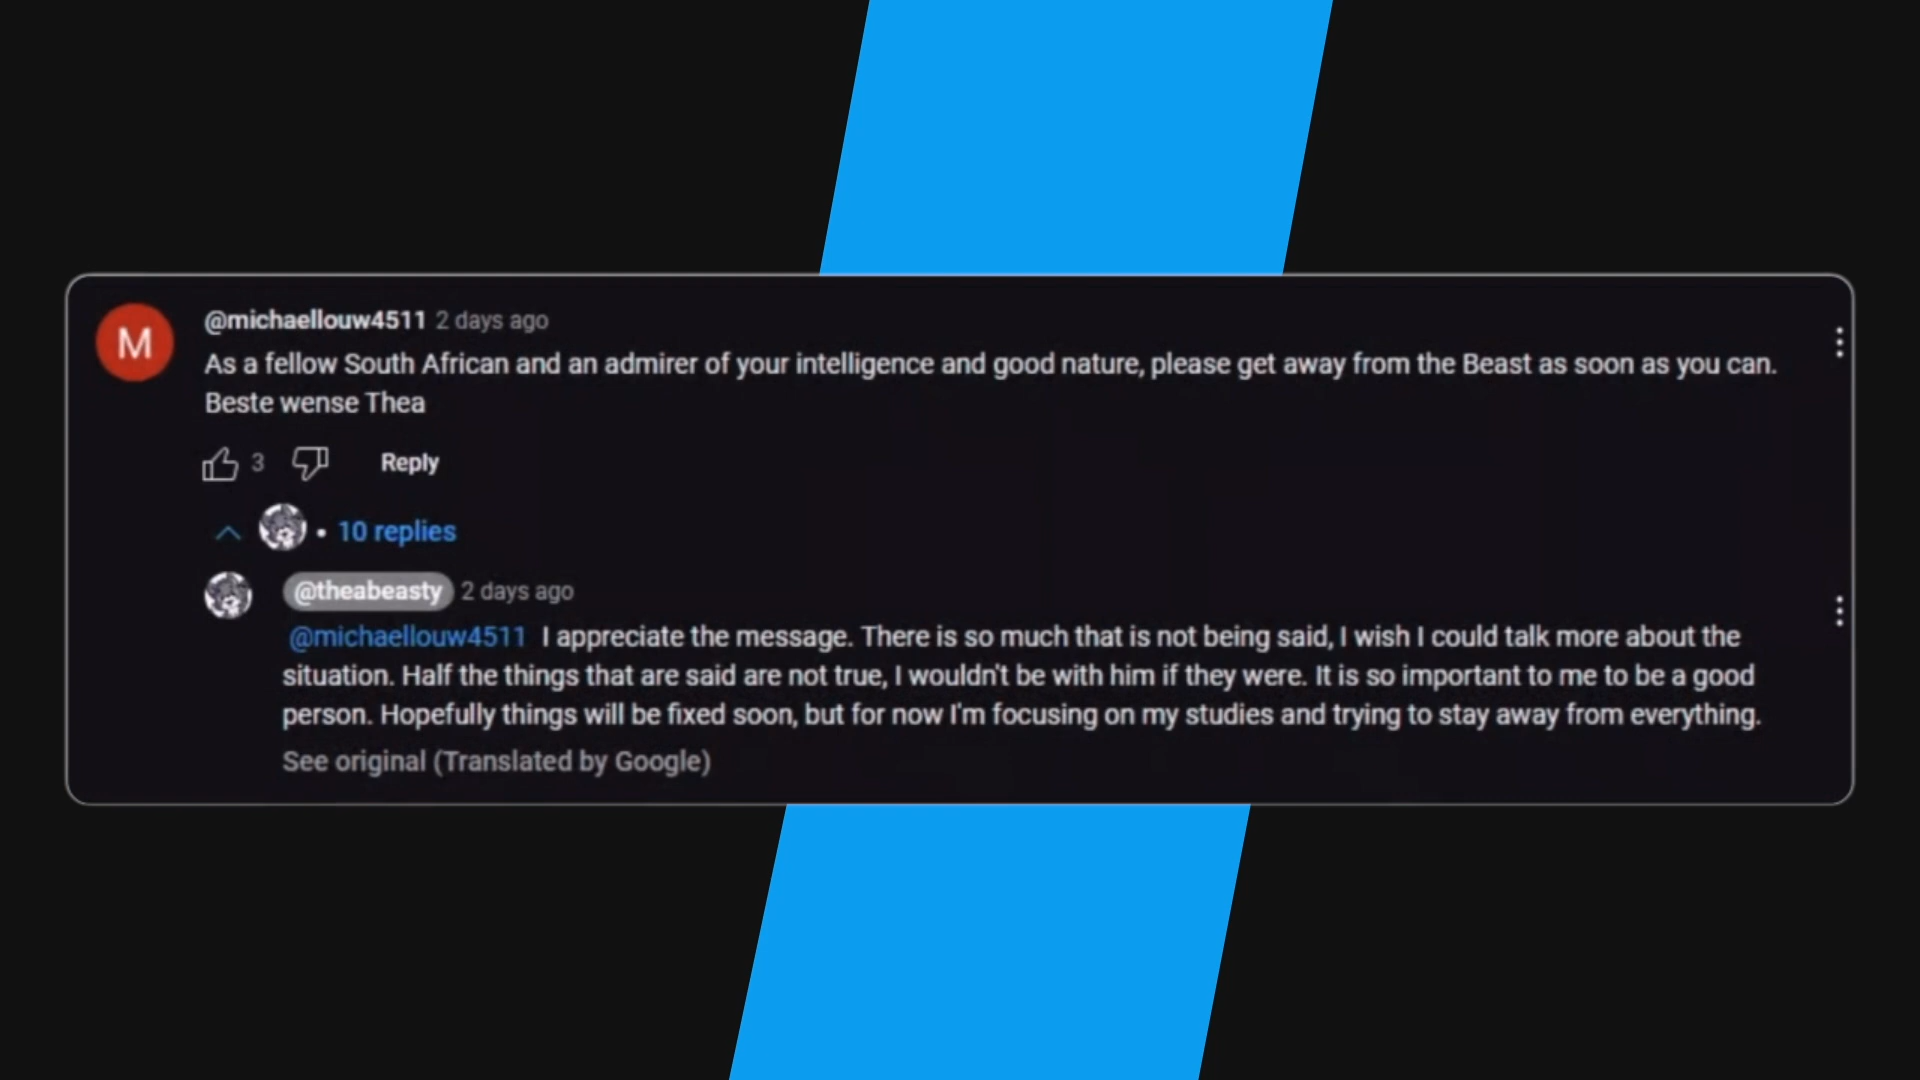 M
@michaellouw4511 2 days ago
As a fellow South African and an admirer of your intelligence and good nature, please get away from the Beast as soon as you can.
Beste wense Thea
3 Reply
• 10 replies
@theabeasty 2 days ago
@michaellouw4511 I appreciate the message. There is so much that is not being said, I wish I could talk more about the
situation. Half the things that are said are not true, I wouldn't be with him if they were. It is so important to me to be a good
person. Hopefully things will be fixed soon, but for now I'm focusing on my studies and trying to stay away from everything.
See original (Translated by Google)